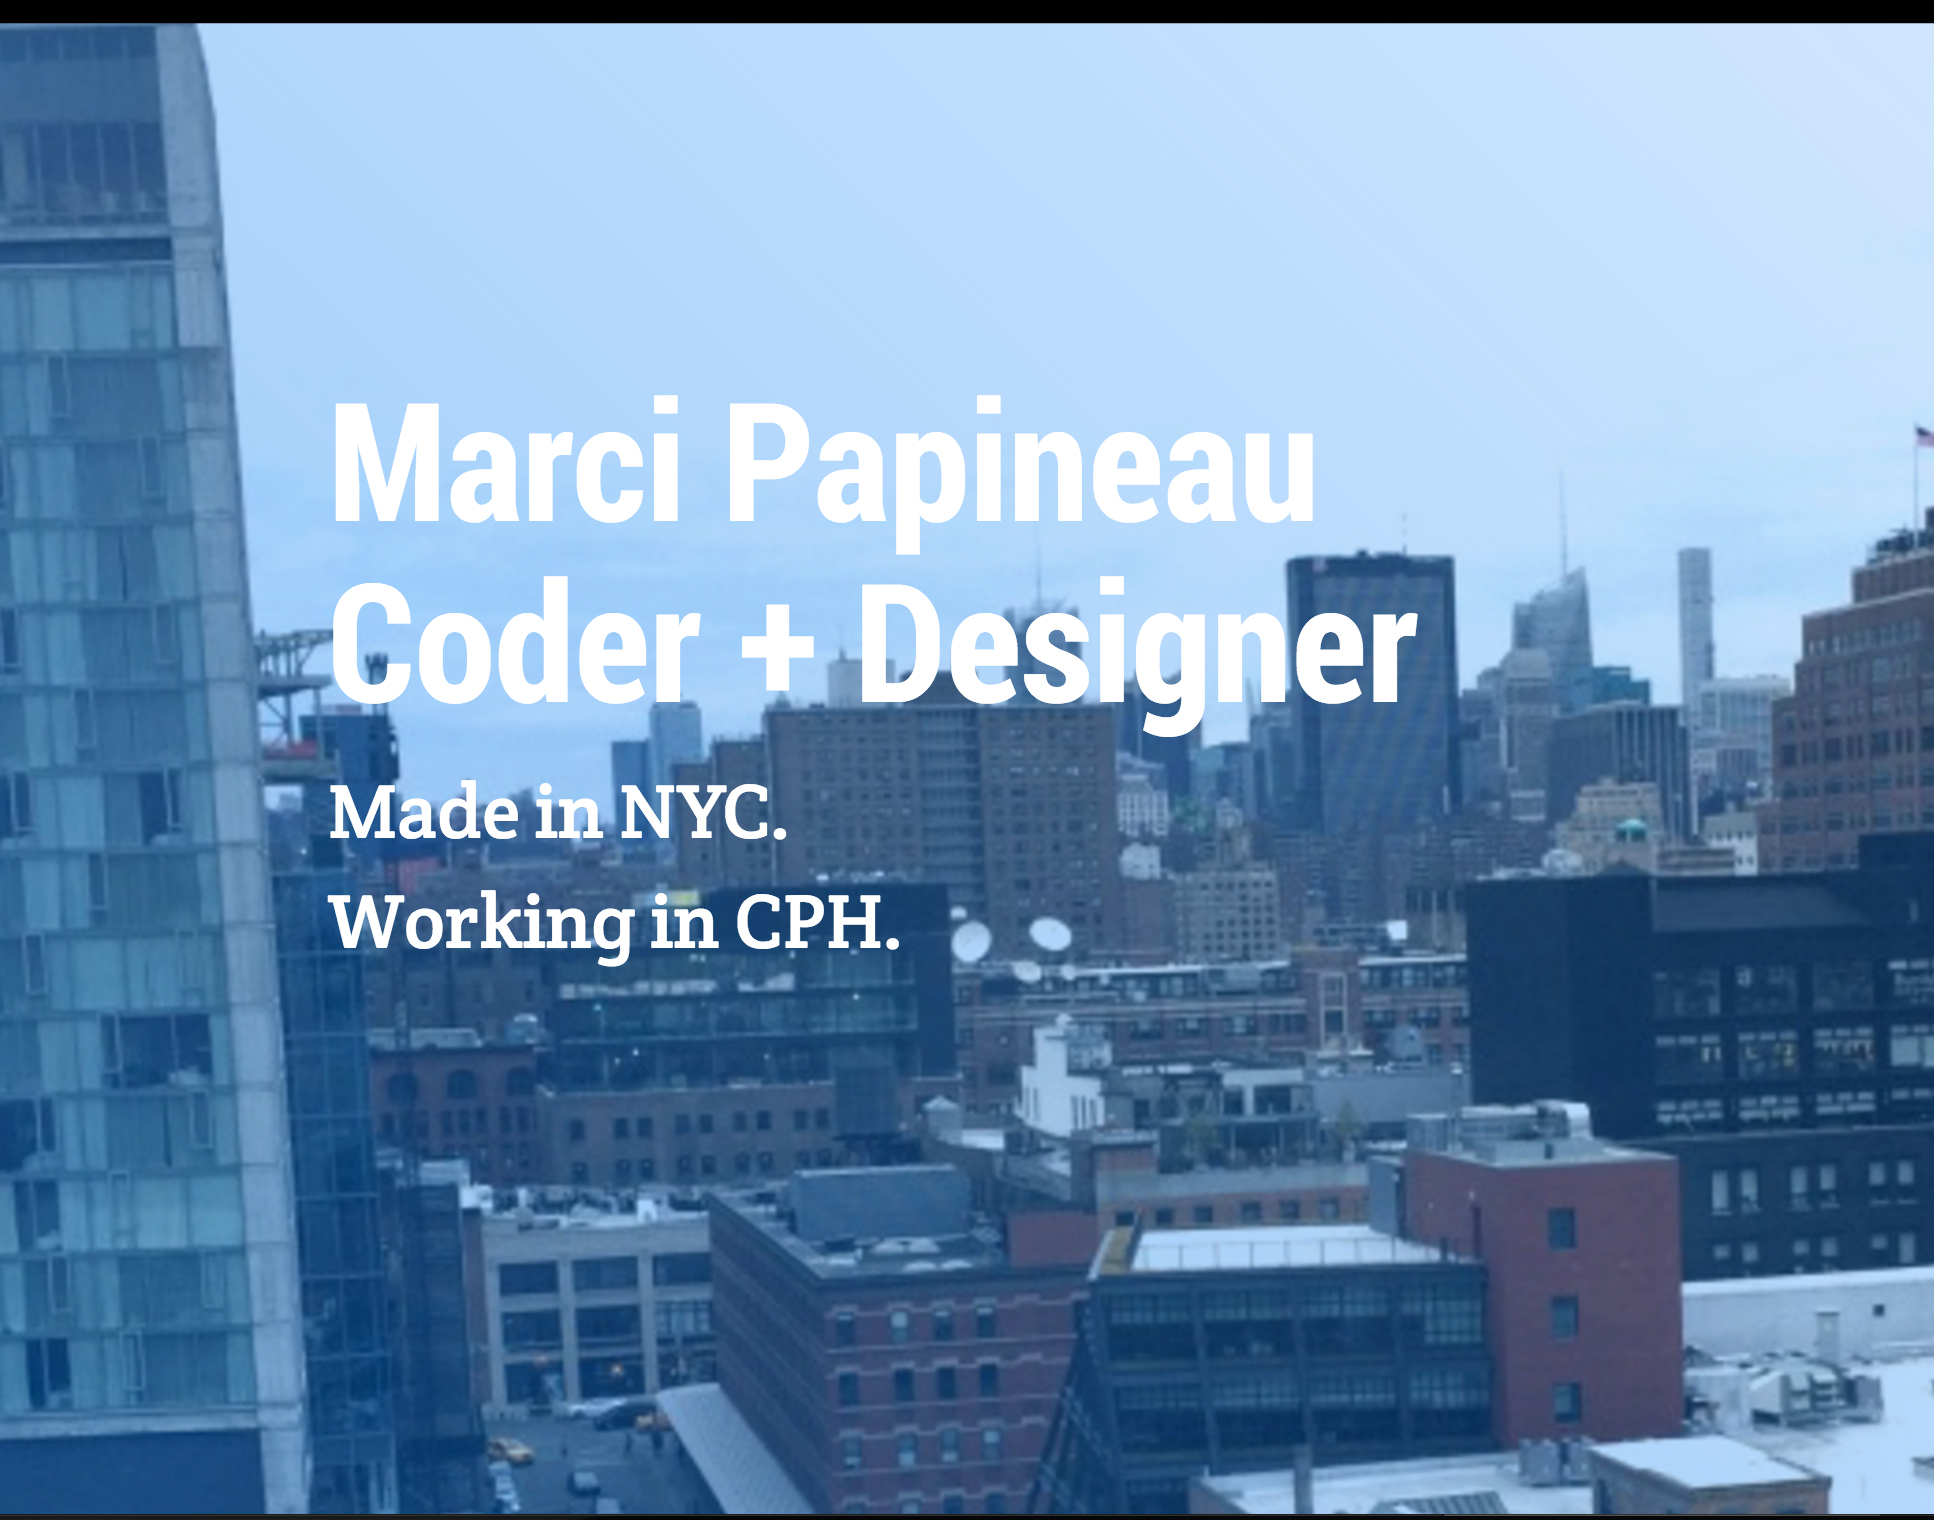 Marci Papineau
Coder + Designer
Made in NYC.
Working in CPH.